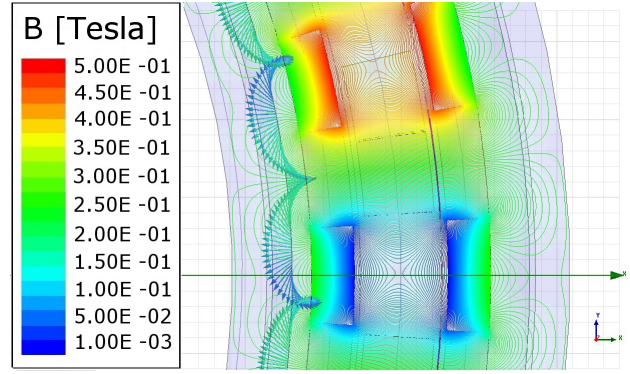 B [Tesla]
5.00E -01
4.50E -01
4.00E -01
3.50E -01
3.00E -01
2.50E -01
2.00E -01
1.50E -01
1.00E -01
5.00E -02
1.00E -03
X
Y
X